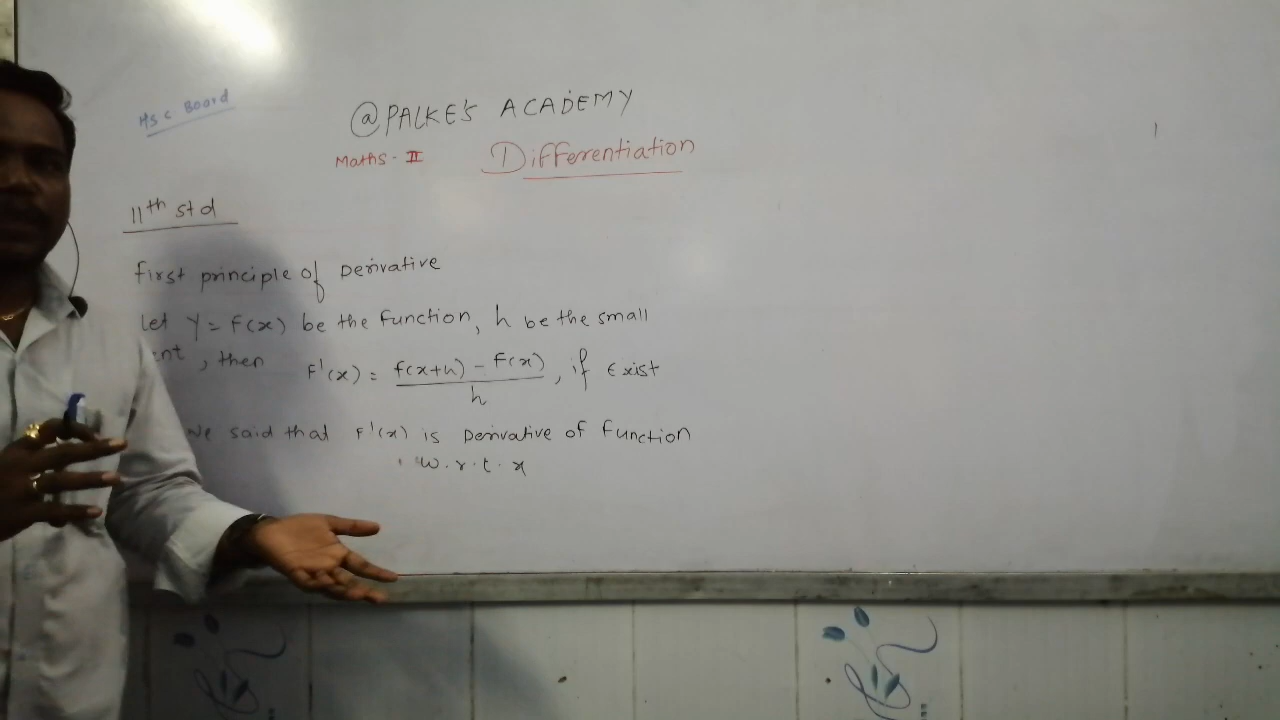 Hsc Board
@PALKE'S ACADEMY
Maths - II Differentiation
11th std
first principle of Derivative
Let Y = F(x) be the function, h be the small
ent, then F'(x) = f(x+h) - F(x) / h , if Exist
we said that F'(x) is Derivative of function
w.r.t. x